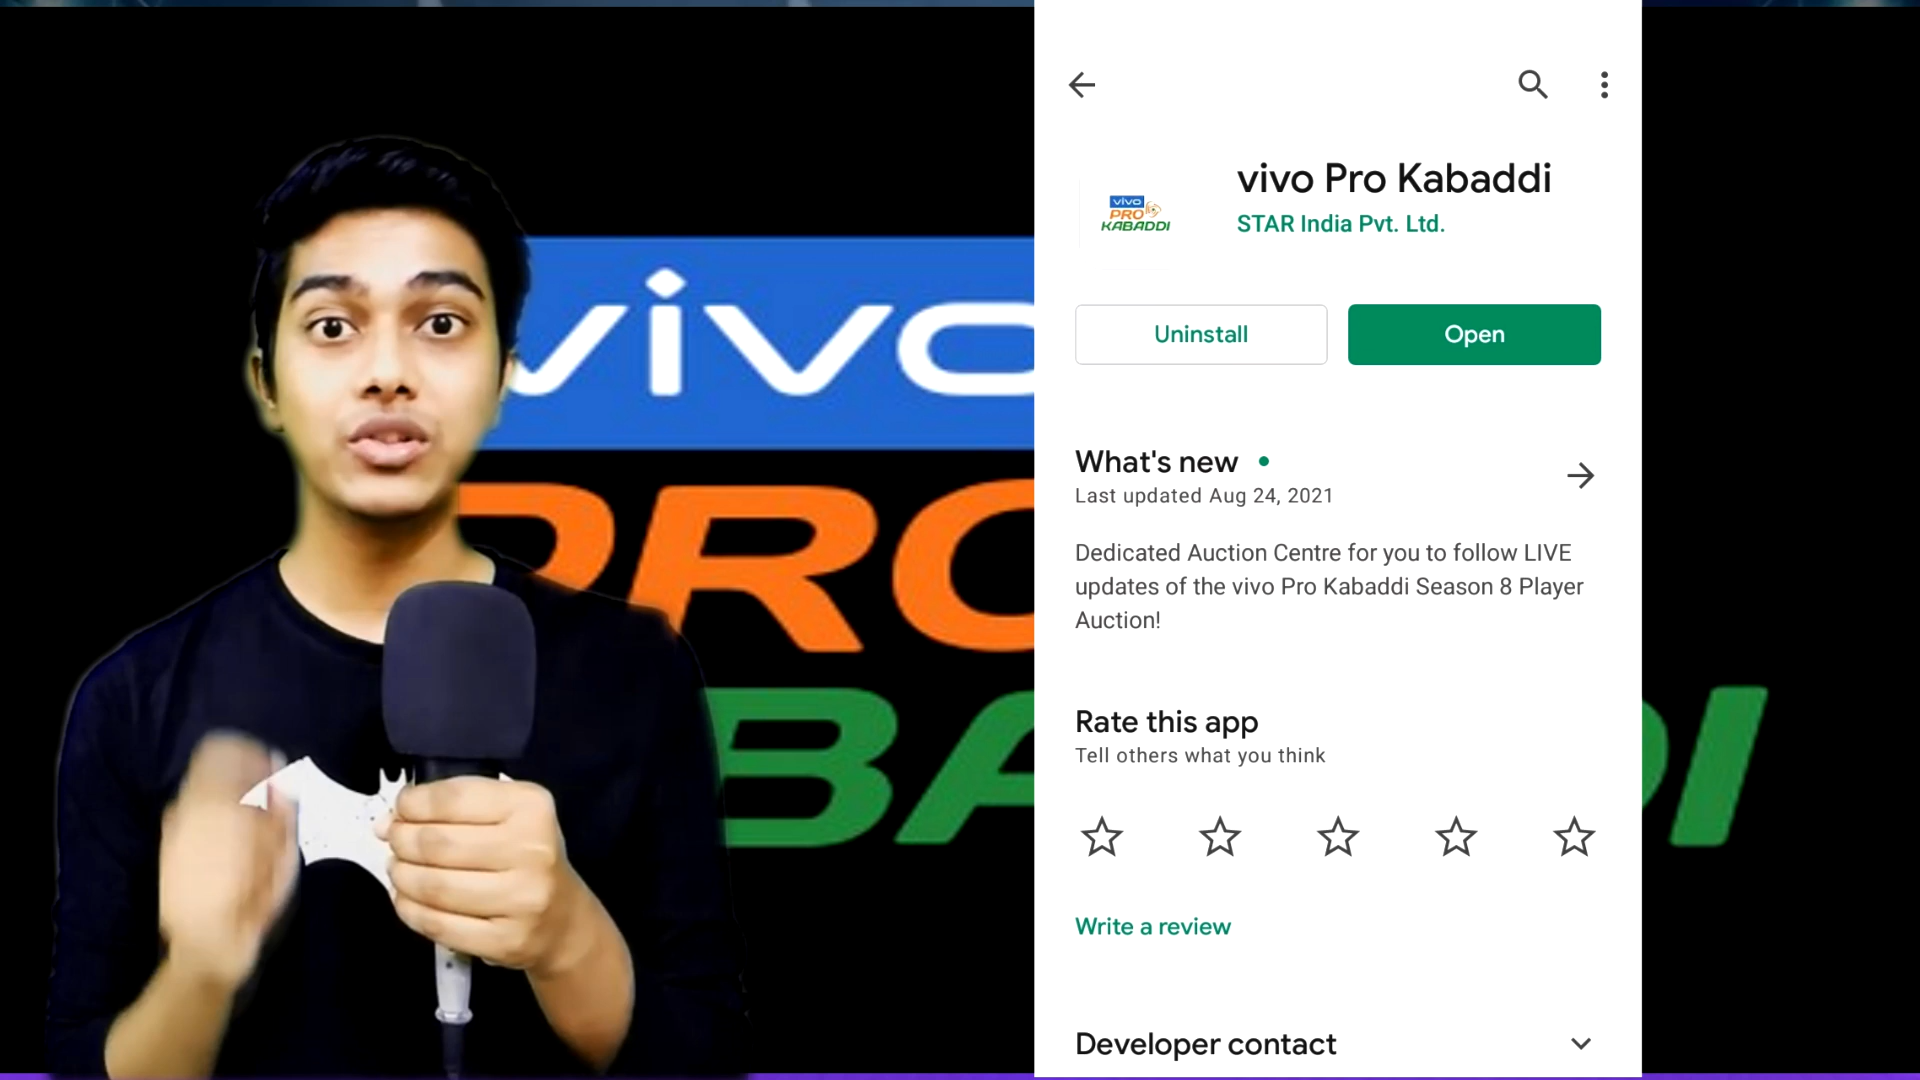 vivo
PRO
vivo Pro Kabaddi
STAR India Pvt. Ltd.
vivo
PRO
KABADDI
Uninstall
Open
What's new
Last updated Aug 24, 2021
Dedicated Auction Centre for you to follow LIVE
updates of the vivo Pro Kabaddi Season 8 Player
Auction!
Rate this app
Tell others what you think
Write a review
Developer contact